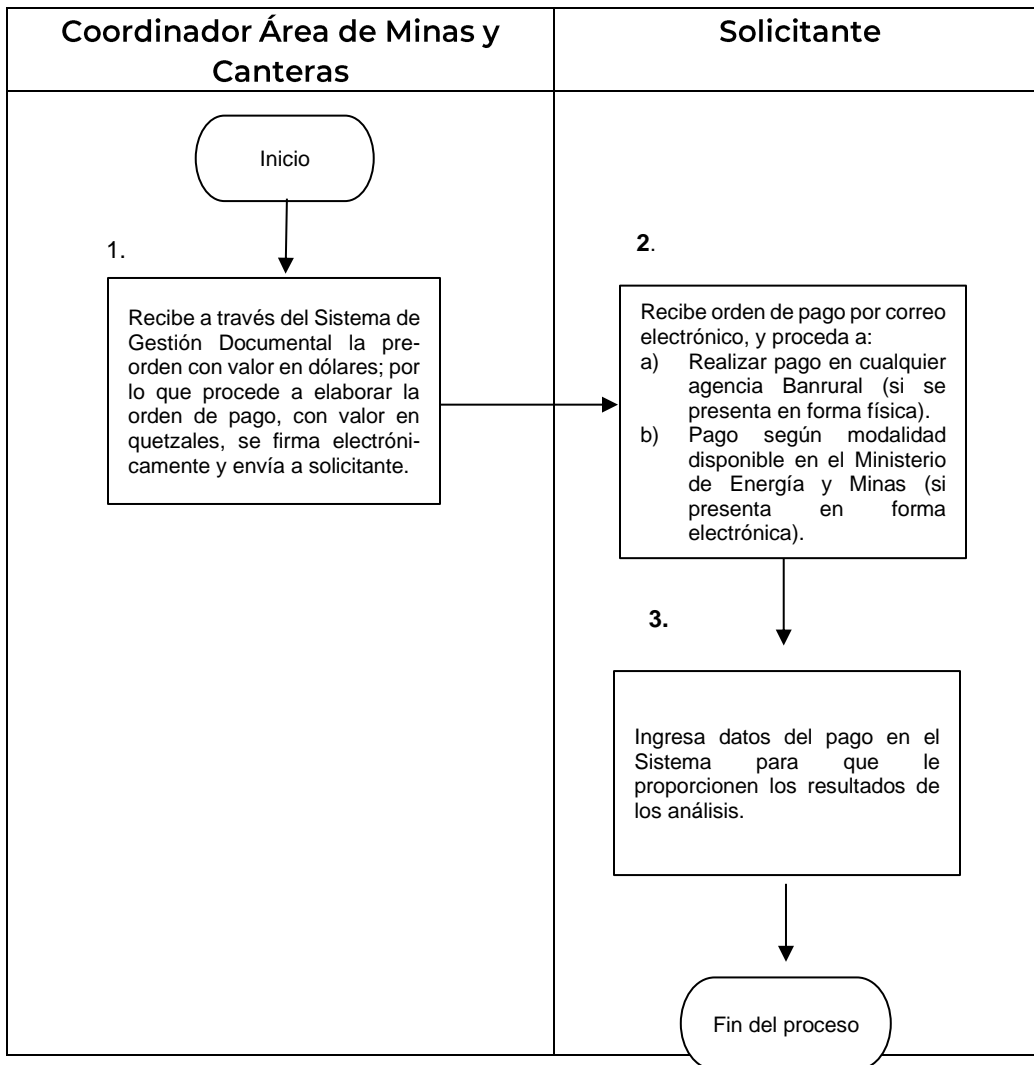 Coordinador Área de Minas y
Canteras
Solicitante
Inicio
1.
Recibe a través del Sistema de
Gestión Documental la pre-
orden con valor en dólares; por
lo que procede a elaborar la
orden de pago, con valor en
quetzales, se firma electróni-
camente y envía a solicitante.
2.
Recibe orden de pago por correo
electrónico, y proceda a:
a) Realizar pago en cualquier
agencia Banrural (si se
presenta en forma física).
b) Pago según modalidad
disponible en el Ministerio
de Energía y Minas (si
presenta en forma
electrónica).
3.
Ingresa datos del pago en el
Sistema para que le
proporcionen los resultados de
los análisis.
Fin del proceso